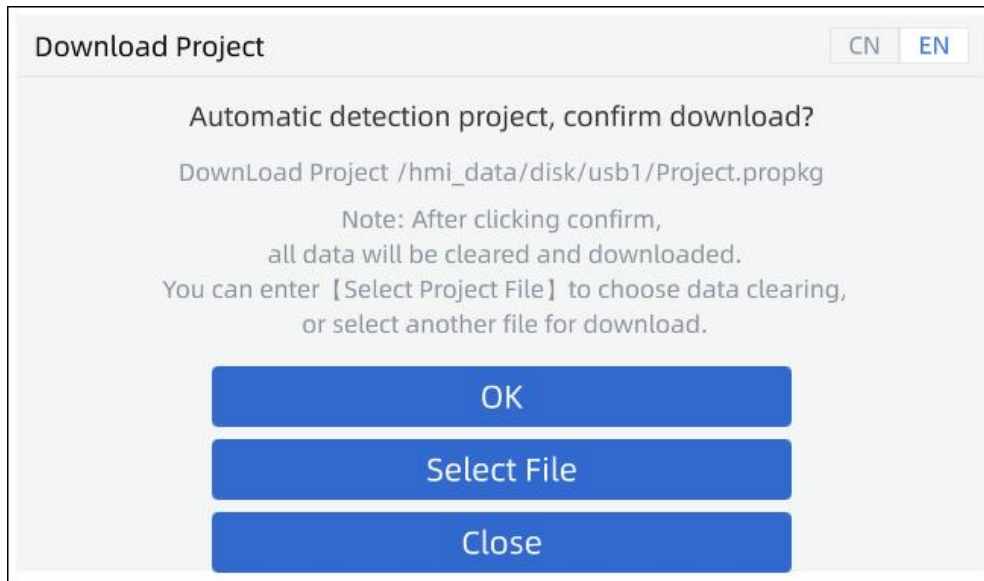 Download Project
CN EN
Automatic detection project, confirm download?
DownLoad Project /hmi_data/disk/usb1/Project.propkg
Note: After clicking confirm,
all data will be cleared and downloaded.
You can enter【Select Project File】to choose data clearing,
or select another file for download.
OK
Select File
Close